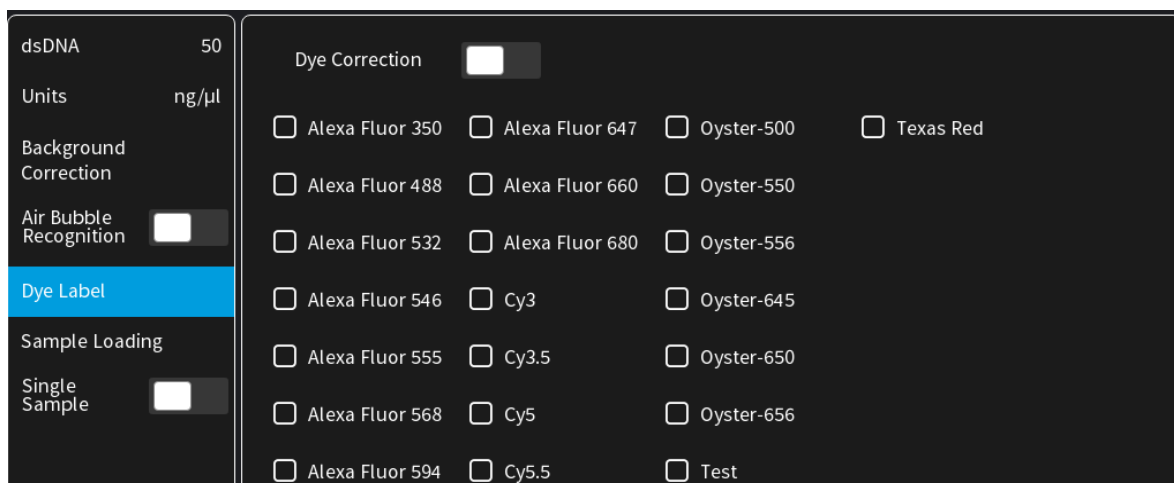 dsDNA 50
Units ng/µl
Background
Correction
Air Bubble
Recognition
Dye Label
Sample Loading
Single
Sample
Dye Correction
Alexa Fluor 350 Alexa Fluor 647 Oyster-500 Texas Red
Alexa Fluor 488 Alexa Fluor 660 Oyster-550
Alexa Fluor 532 Alexa Fluor 680 Oyster-556
Alexa Fluor 546 Cy3 Oyster-645
Alexa Fluor 555 Cy3.5 Oyster-650
Alexa Fluor 568 Cy5 Oyster-656
Alexa Fluor 594 Cy5.5 Test